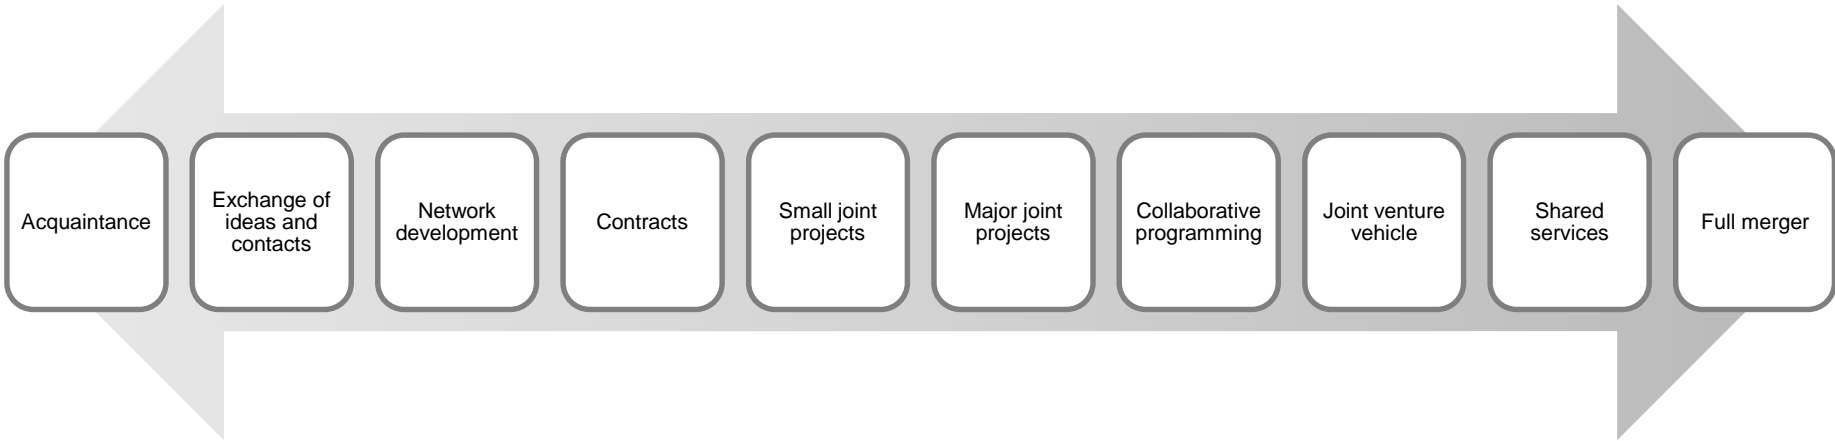 Acquaintance
Exchange of
ideas and
contacts
Network
development
Contracts
Small joint
projects
Major joint
projects
Collaborative
programming
Joint venture
vehicle
Shared
services
Full merger